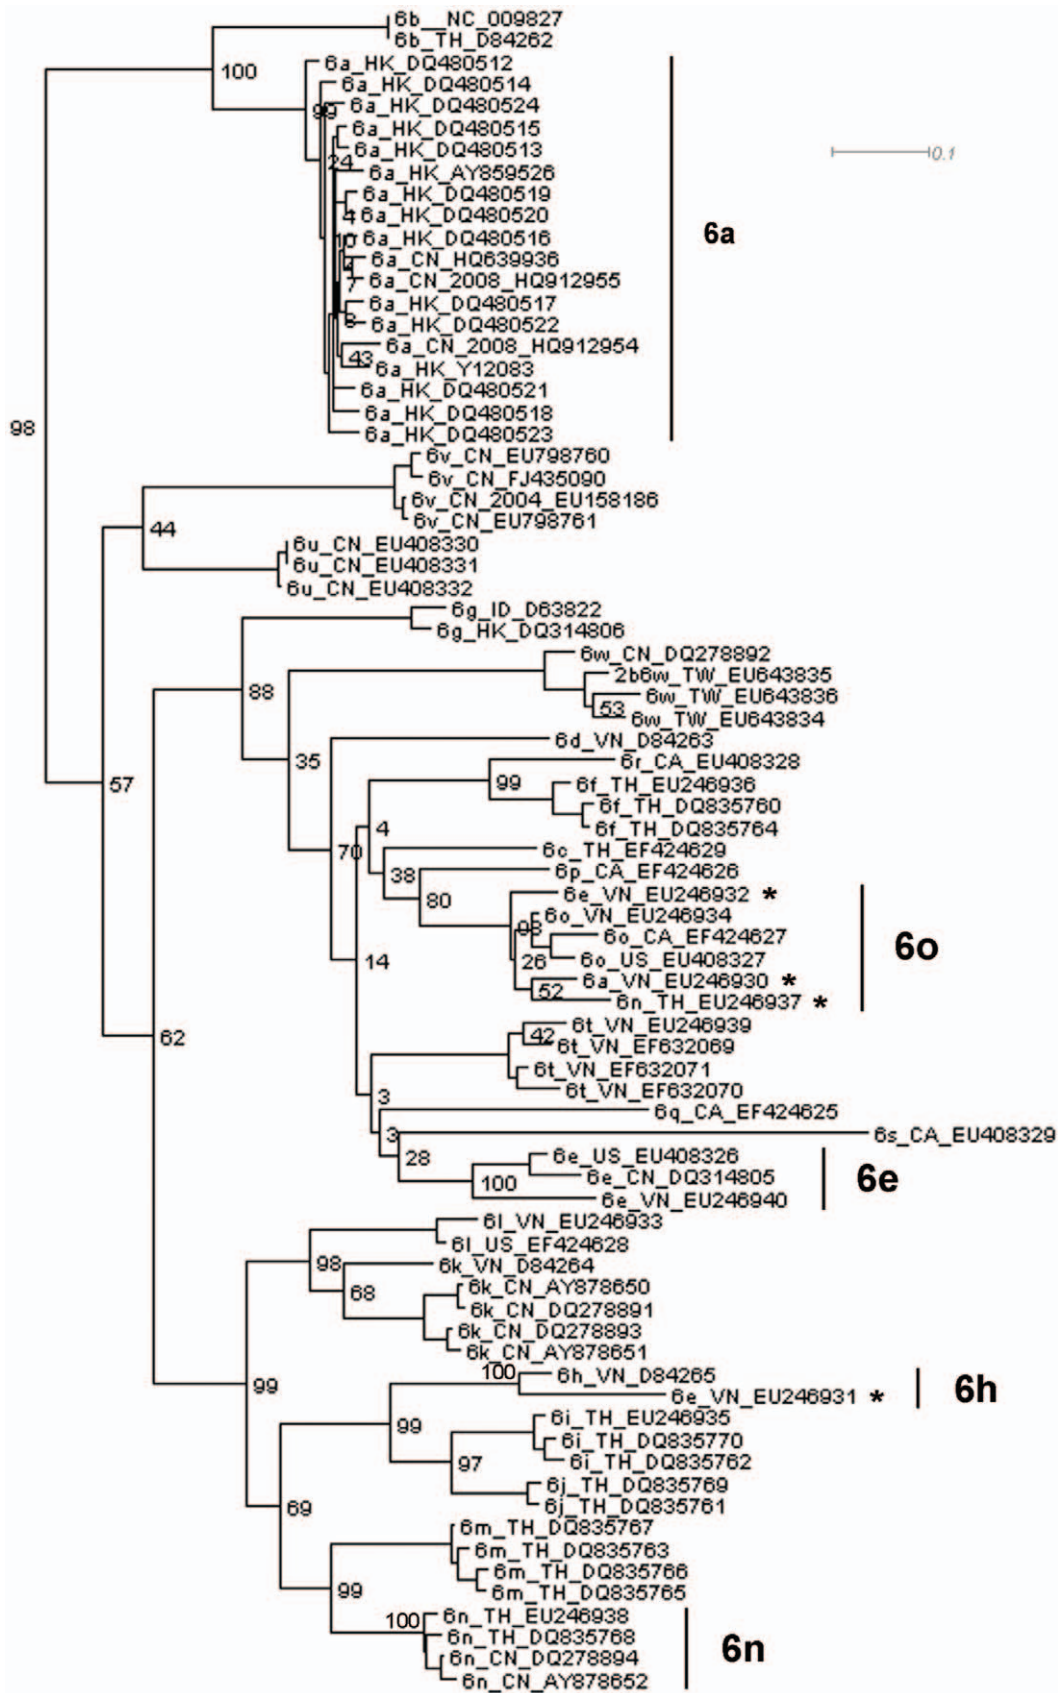 6b__NC_009827
6b_TH_D84262
6a_HK_DQ480512
100
6a_HK_DQ480514
6a_HK_DQ480524
99
6a_HK_DQ480515
6a_HK_DQ480513
0.1
24
6a_HK_AY859526
6a_HK_DQ480519
4
6a_HK_DQ480520
6a
6a_HK_DQ480516
6a_CN_HQ639936
7
6a_CN_2008_HQ912955
6a_HK_DQ480517
6a_HK_DQ480522
6a_CN_2008_HQ912954
43
6a_HK_Y12083
6a_HK_DQ480521
6a_HK_DQ480518
98
6a_HK_DQ480523
6v_CN_EU798760
6v_CN_FJ435090
6v_CN_2004_EU158186
6v_CN_EU798761
44
6u_CN_EU408330
6u_CN_EU408331
6u_CN_EU408332
6g_ID_D63822
6g_HK_DQ314806
6w_CN_DQ278892
2b6w_TW_EU643835
88
6w_TW_EU643836
53
6w_TW_EU643834
6d_VN_D84263
35
6r_CA_EU408328
57
99
6f_TH_EU246936
6f_TH_DQ835760
4
6f_TH_DQ835764
70
6c_TH_EF424629
38
6p_CA_EF424626
80
6e_VN_EU246932 *
6o_VN_EU246934
98
6o_CA_EF424627
6o
14
26
6o_US_EU408327
6a_VN_EU246930 *
52
6n_TH_EU246937 *
6t_VN_EU246939
62
42
6t_VN_EF632069
6t_VN_EF632071
6t_VN_EF632070
3
6q_CA_EF424625
3
6s_CA_EU408329
28
6e_US_EU408326
6e_CN_DQ314805
6e
100
6e_VN_EU246940
6l_VN_EU246933
6l_US_EF424628
98
6k_VN_D84264
68
6k_CN_AY878650
6k_CN_DQ278891
6k_CN_DQ278893
6k_CN_AY878651
100
6h_VN_D84265
99
6e_VN_EU246931 *
6h
6i_TH_EU246935
99
6i_TH_DQ835770
97
6i_TH_DQ835762
6j_TH_DQ835769
69
6j_TH_DQ835761
6m_TH_DQ835767
6m_TH_DQ835763
6m_TH_DQ835766
99
6m_TH_DQ835765
100
6n_TH_EU246938
6n_TH_DQ835768
6n
6n_CN_DQ278894
6n_CN_AY878652